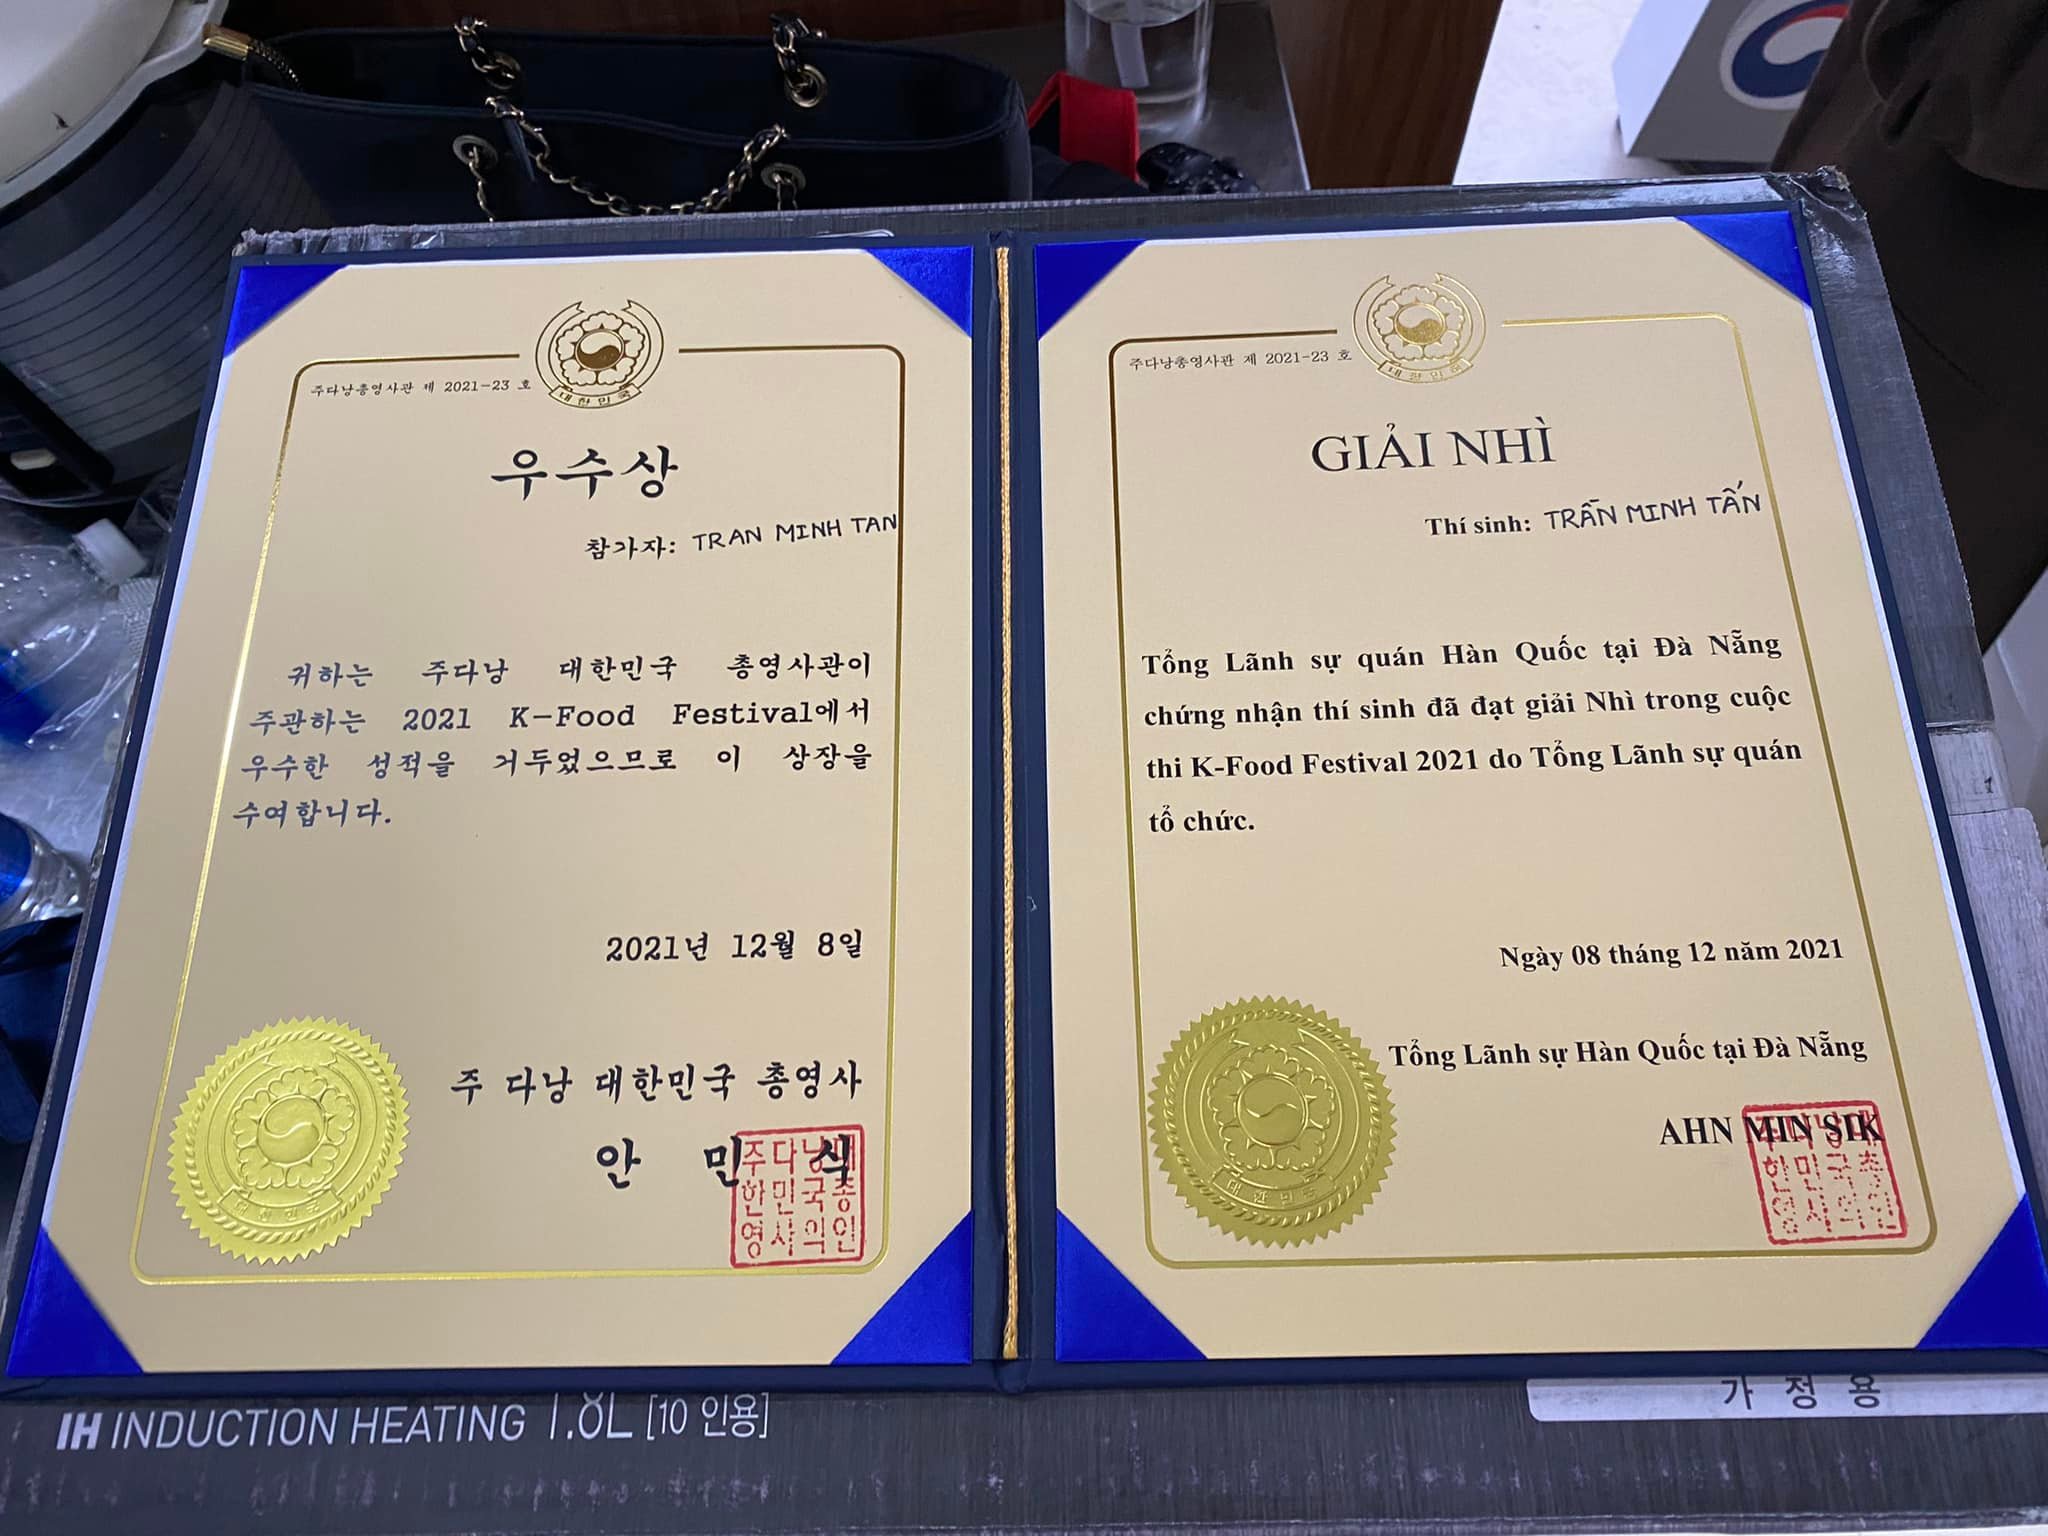 주다낭총영사관 제 2021-23 호
대한민국
우수상
참가자: TRAN MINH TAN
귀하는 주다낭 대한민국 총영사관이
주관하는 2021 K-Food Festival에서
우수한 성적을 거두었으므로 이 상장을
수여합니다.
2021년 12월 8일
주 다낭 대한민국 총영사
안 민 식
주다낭대
한민국총
영사의인
대한민국
주다낭총영사관 제 2021-23 호
대한민국
GIẢI NHÌ
Thí sinh: TRẦN MINH TẤN
Tổng Lãnh sự quán Hàn Quốc tại Đà Nẵng
chứng nhận thí sinh đã đạt giải Nhì trong cuộc
thi K-Food Festival 2021 do Tổng Lãnh sự quán
tổ chức.
Ngày 08 tháng 12 năm 2021
Tổng Lãnh sự Hàn Quốc tại Đà Nẵng
AHN MIN SIK
한민국총
영사의인
대한민국
IH INDUCTION HEATING 1.8L [10 인용]
가 정 용